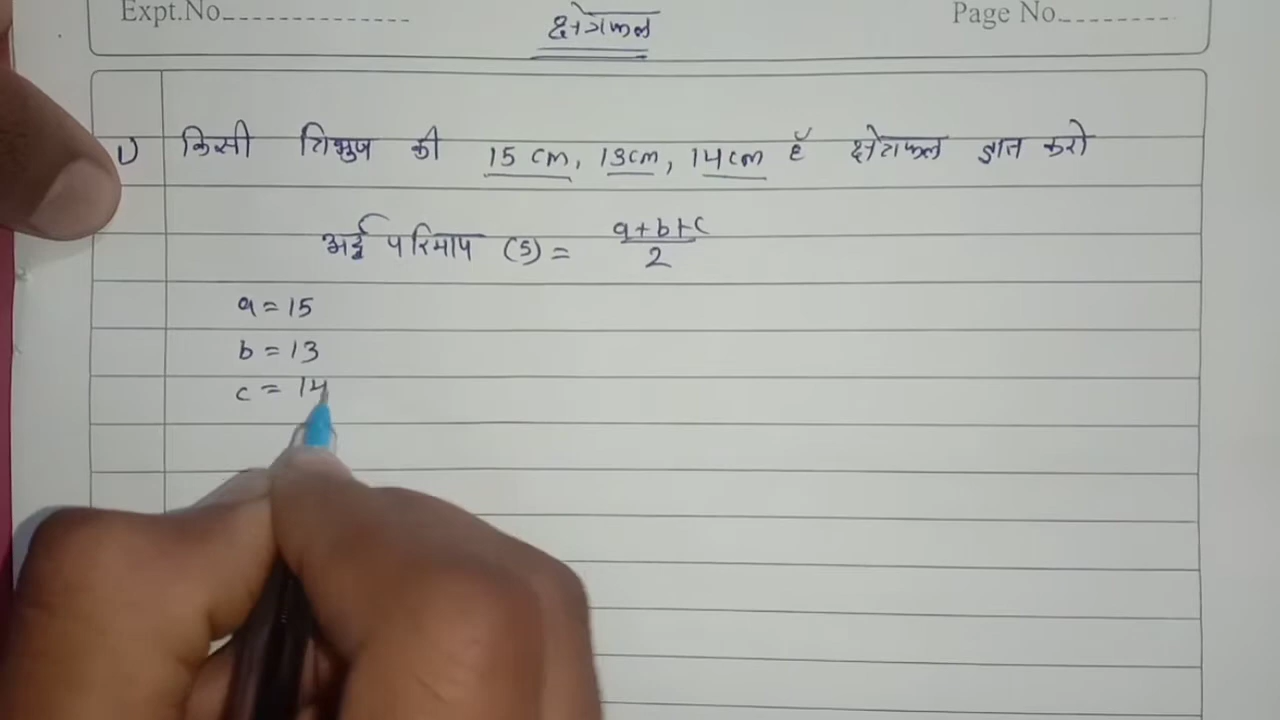 Expt.No.
क्षेत्रफल
Page No.
1) किसी त्रिभुज की 15 cm, 13cm, 14cm है क्षेत्रफल ज्ञात करो
अर्द्ध परिमाप (S) = a+b+c / 2
a = 15
b = 13
c = 14